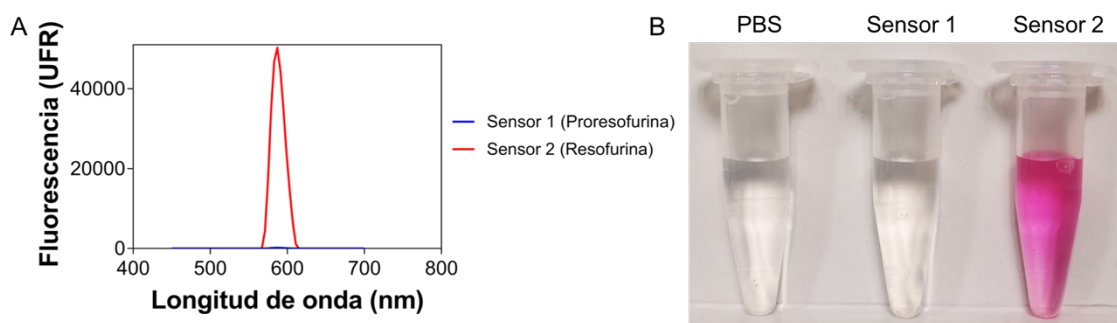 A
Fluorescencia (UFR)
40000
20000
0
400 500 600 700 800
Longitud de onda (nm)
Sensor 1 (Proresofurina)
Sensor 2 (Resofurina)
B
PBS Sensor 1 Sensor 2